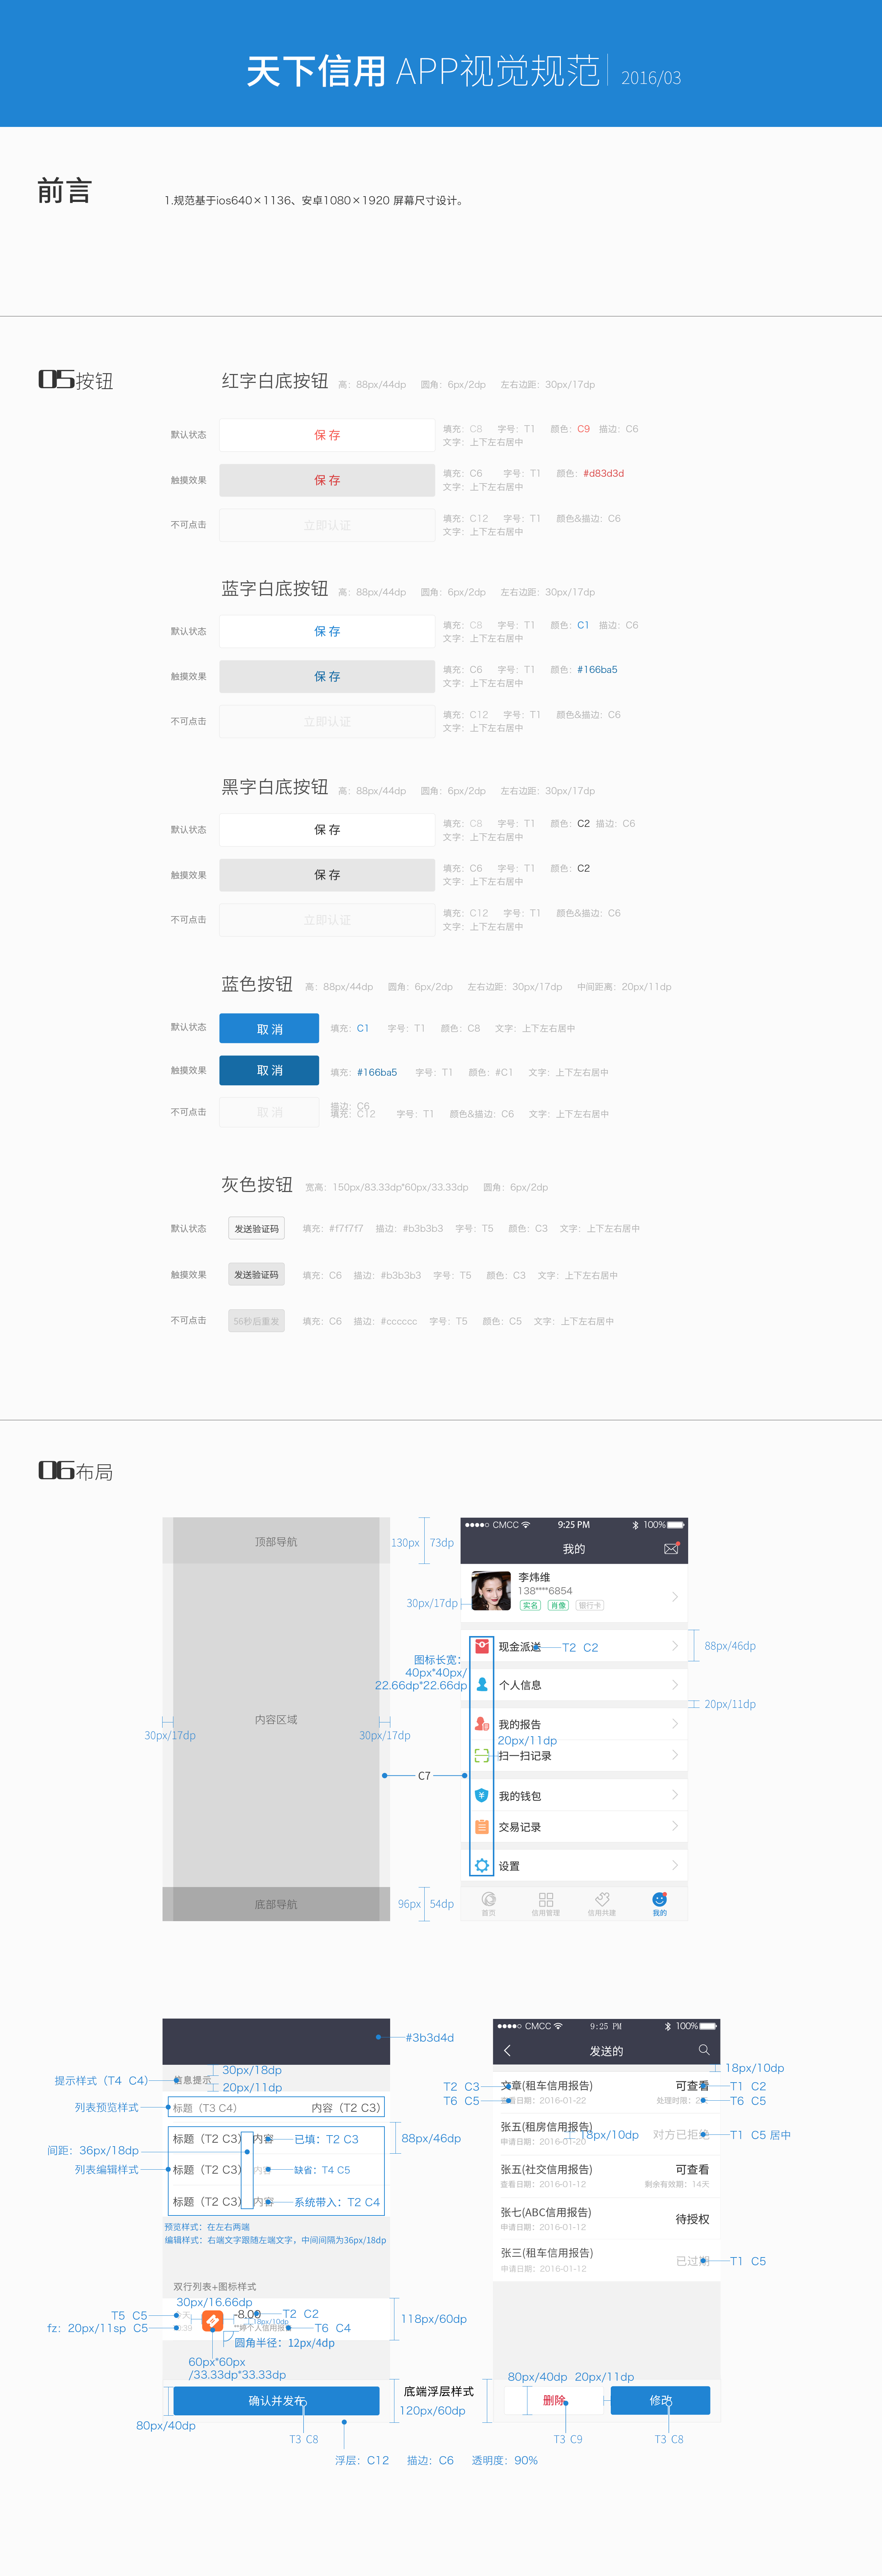 天下信用 APP视觉规范 2016/03
前言
1.规范基于ios640×1136、安卓1080×1920 屏幕尺寸设计。
05按钮
红字白底按钮 高：88px/44dp 圆角：6px/2dp 左右边距：30px/17dp
默认状态 保 存 填充：C8 字号：T1 颜色：C9 描边：C6
文字：上下左右居中
触摸效果 保 存 填充：C6 字号：T1 颜色：#d83d3d
文字：上下左右居中
不可点击 立即认证 填充：C12 字号：T1 颜色&描边：C6
文字：上下左右居中
蓝字白底按钮 高：88px/44dp 圆角：6px/2dp 左右边距：30px/17dp
默认状态 保 存 填充：C8 字号：T1 颜色：C1 描边：C6
文字：上下左右居中
触摸效果 保 存 填充：C6 字号：T1 颜色：#166ba5
文字：上下左右居中
不可点击 立即认证 填充：C12 字号：T1 颜色&描边：C6
文字：上下左右居中
黑字白底按钮 高：88px/44dp 圆角：6px/2dp 左右边距：30px/17dp
默认状态 保 存 填充：C8 字号：T1 颜色：C2 描边：C6
文字：上下左右居中
触摸效果 保 存 填充：C6 字号：T1 颜色：C2
文字：上下左右居中
不可点击 立即认证 填充：C12 字号：T1 颜色&描边：C6
文字：上下左右居中
蓝色按钮 高：88px/44dp 圆角：6px/2dp 左右边距：30px/17dp 中间距离：20px/11dp
默认状态 取 消 填充：C1 字号：T1 颜色：C8 文字：上下左右居中
触摸效果 取 消 填充：#166ba5 字号：T1 颜色：#C1 文字：上下左右居中
描边：C6
不可点击 取 消 填充：C12 字号：T1 颜色&描边：C6 文字：上下左右居中
灰色按钮 宽高：150px/83.33dp*60px/33.33dp 圆角：6px/2dp
默认状态 发送验证码 填充：#f7f7f7 描边：#b3b3b3 字号：T5 颜色：C3 文字：上下左右居中
触摸效果 发送验证码 填充：C6 描边：#b3b3b3 字号：T5 颜色：C3 文字：上下左右居中
不可点击 56秒后重发 填充：C6 描边：#cccccc 字号：T5 颜色：C5 文字：上下左右居中
06布局
顶部导航
130px 73dp
内容区域
30px/17dp 30px/17dp
底部导航
96px 54dp
C7
CMCC 9:25 PM 100%
我的
李炜维
138****6854
实名 肖像 银行卡
30px/17dp
现金派送 T2 C2
88px/46dp
图标长宽：
40px*40px/
22.66dp*22.66dp
个人信息
20px/11dp
我的报告
20px/11dp
扫一扫记录
我的钱包
交易记录
设置
首页 信用管理 信用共建 我的
#3b3d4d
30px/18dp
提示样式（T4 C4） 信息提示
20px/11dp
列表预览样式 标题（T3 C4） 内容（T2 C3）
标题（T2 C3） 内容 已填：T2 C3
88px/46dp
间距：36px/18dp
列表编辑样式 标题（T2 C3） 缺省：T4 C5
标题（T2 C3） 内容 系统带入：T2 C4
预览样式：在左右两端
编辑样式：右端文字跟随左端文字，中间间隔为36px/18dp
双行列表+图标样式
30px/16.66dp
T5 C5 -8.00 T2 C2
18px/10dp
118px/60dp
fz：20px/11sp C5 T6 C4
圆角半径：12px/4dp
60px*60px
/33.33dp*33.33dp
确认并发布
80px/40dp
T3 C8
底端浮层样式
120px/60dp
浮层：C12 描边：C6 透明度：90%
CMCC 9:25 PM 100%
发送的
18px/10dp
T2 C3 文章(租车信用报告) 可查看 T1 C2
T6 C5 日期：2016-01-22 处理时限： T6 C5
张五(租房信用报告)
18px/10dp
对方已拒绝 T1 C5 居中
申请日期：2016-01-20
张五(社交信用报告) 可查看
查看日期：2016-01-12 剩余有效期：14天
张七(ABC信用报告)
待授权
申请日期：2016-01-12
张三(租车信用报告)
已过期 T1 C5
申请日期：2016-01-12
80px/40dp 20px/11dp
删除 修改
T3 C9 T3 C8